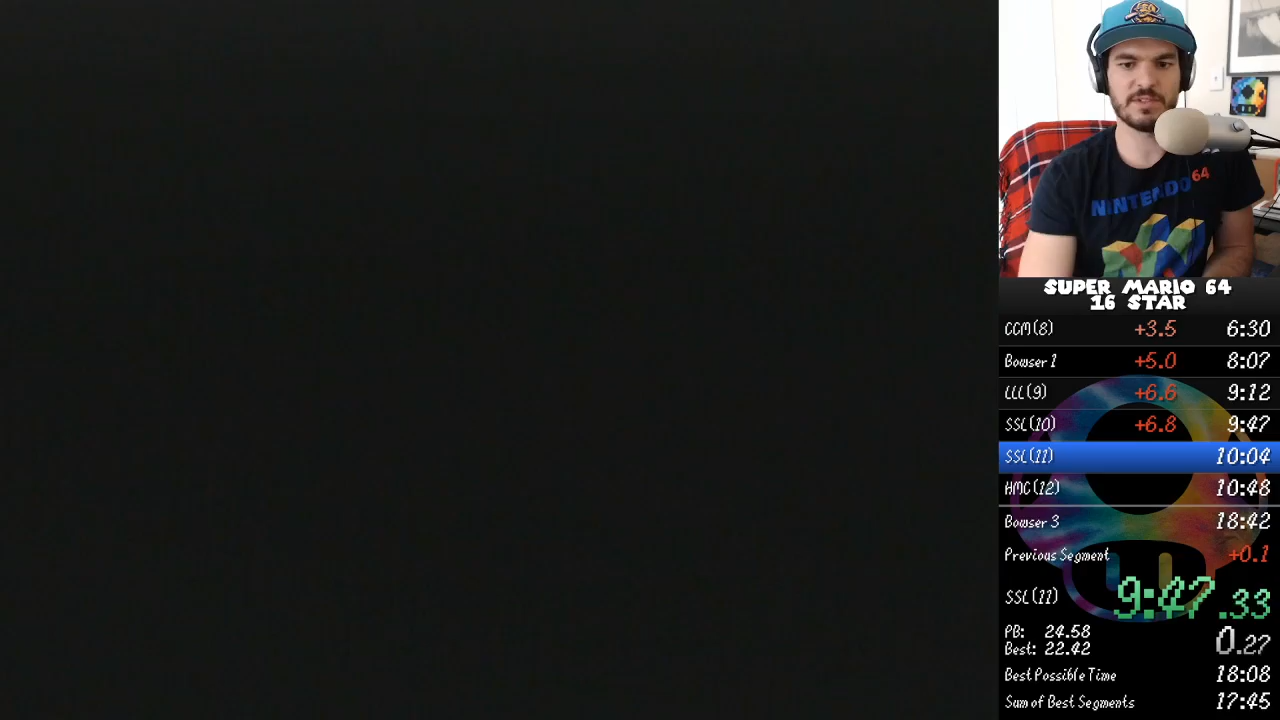 NINTENDO 64
SUPER MARIO 64
16 STAR
CCM(8) +3.5 6:30
Bowser 1 +5.0 8:07
LLL(9) +6.6 9:12
SSL(10) +6.8 9:47
SSL(11) 10:04
HMC(12) 10:48
Bowser 3 18:42
Previous Segment +0.1
SSL(11) 9:47.33
PB: 24.58 0.27
Best: 22.42
Best Possible Time 18:08
Sum of Best Segments 17:45